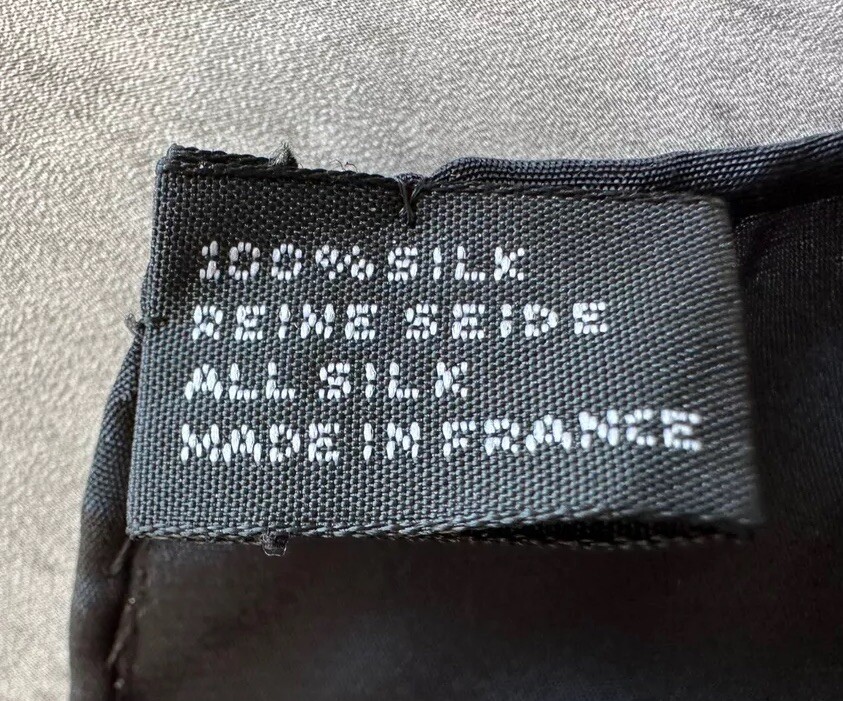 100% SILK
REINE SEIDE
ALL SILK
MADE IN FRANCE